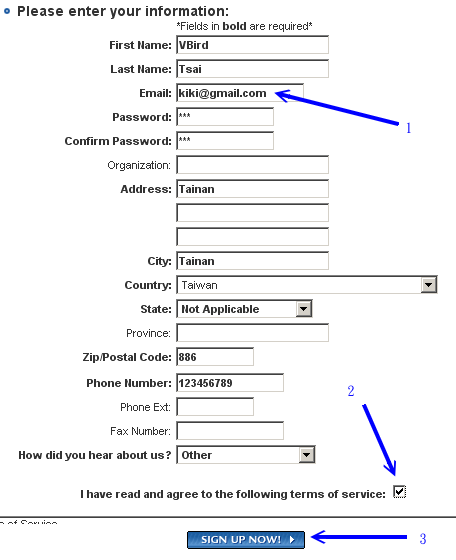 Please enter your information:
*Fields in bold are required*
First Name: VBird
Last Name: Tsai
Email: kiki@gmail.com
1
Password: ***
Confirm Password: ***
Organization:
Address: Tainan
City: Tainan
Country: Taiwan
State: Not Applicable
Province:
Zip/Postal Code: 886
Phone Number: 123456789
Phone Ext:
2
Fax Number:
How did you hear about us? Other
I have read and agree to the following terms of service:
of Service
SIGN UP NOW!
3